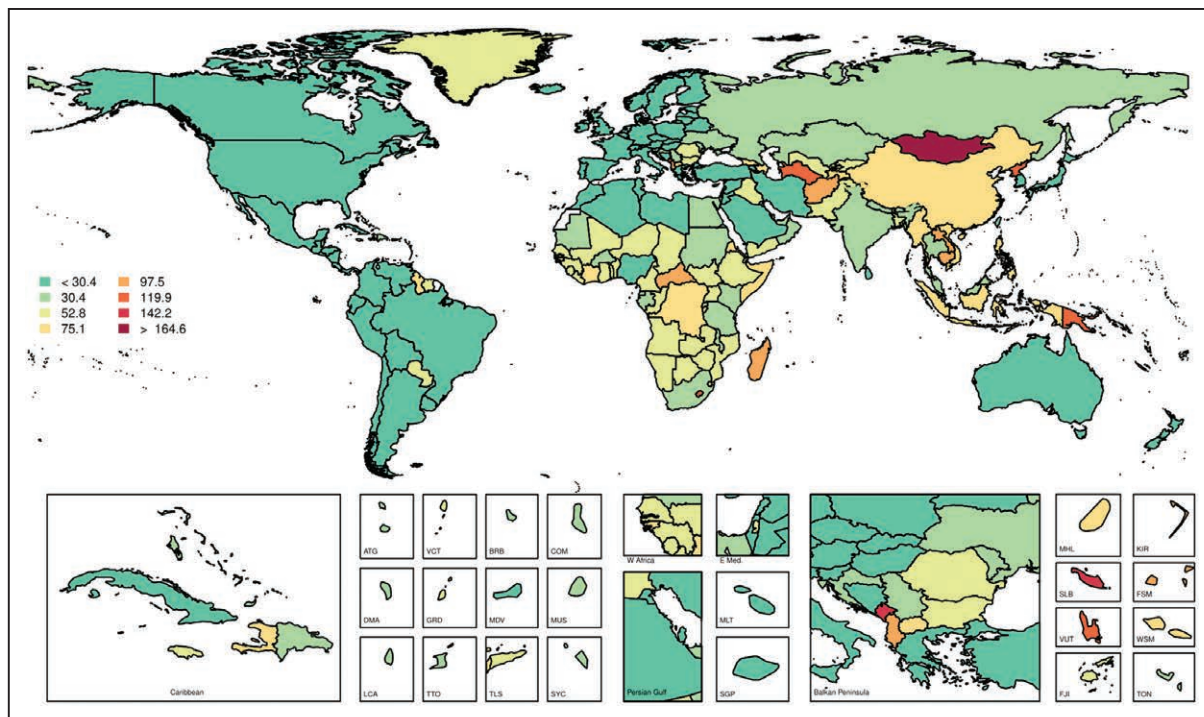 < 30.4
30.4
52.8
75.1
97.5
119.9
142.2
> 164.6
Caribbean
ATG
VCT
BRB
COM
DMA
GRD
MDV
MUS
LCA
TTO
TLS
SYC
W Africa
E Med.
Persian Gulf
MLT
SGP
Balkan Peninsula
MHL
KIR
SLB
FSM
VUT
WSM
FJI
TON